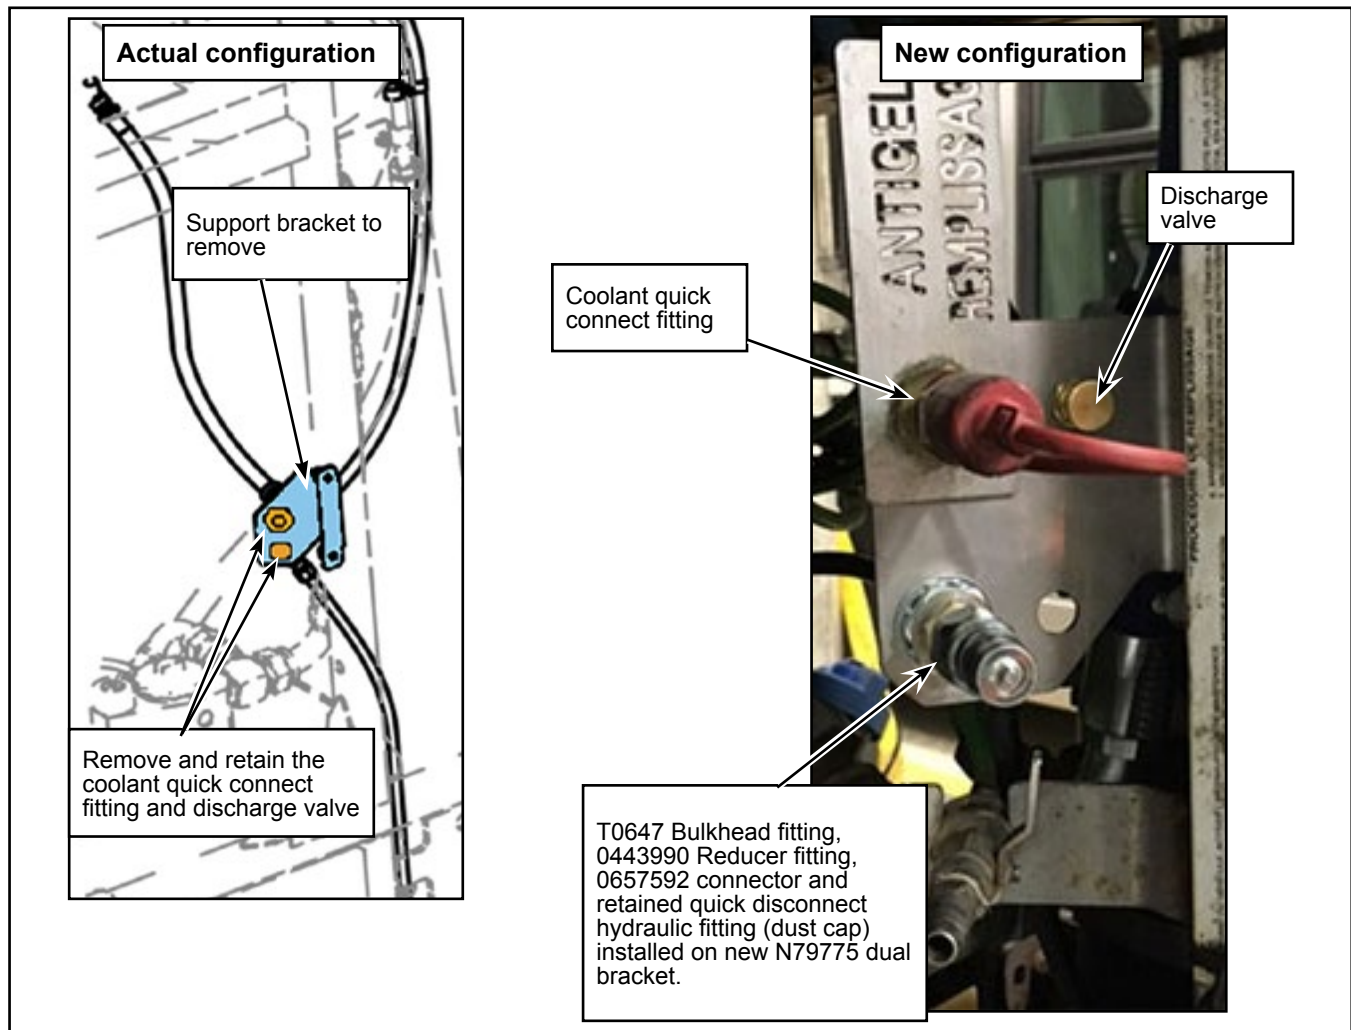 Actual configuration
Support bracket to
remove
Remove and retain the
coolant quick connect
fitting and discharge valve
New configuration
ANTIGEL
REMPLISSAGE
Discharge
valve
Coolant quick
connect fitting
PROCEDURE DE REMPLISSAGE
T0647 Bulkhead fitting,
0443990 Reducer fitting,
0657592 connector and
retained quick disconnect
hydraulic fitting (dust cap)
installed on new N79775 dual
bracket.